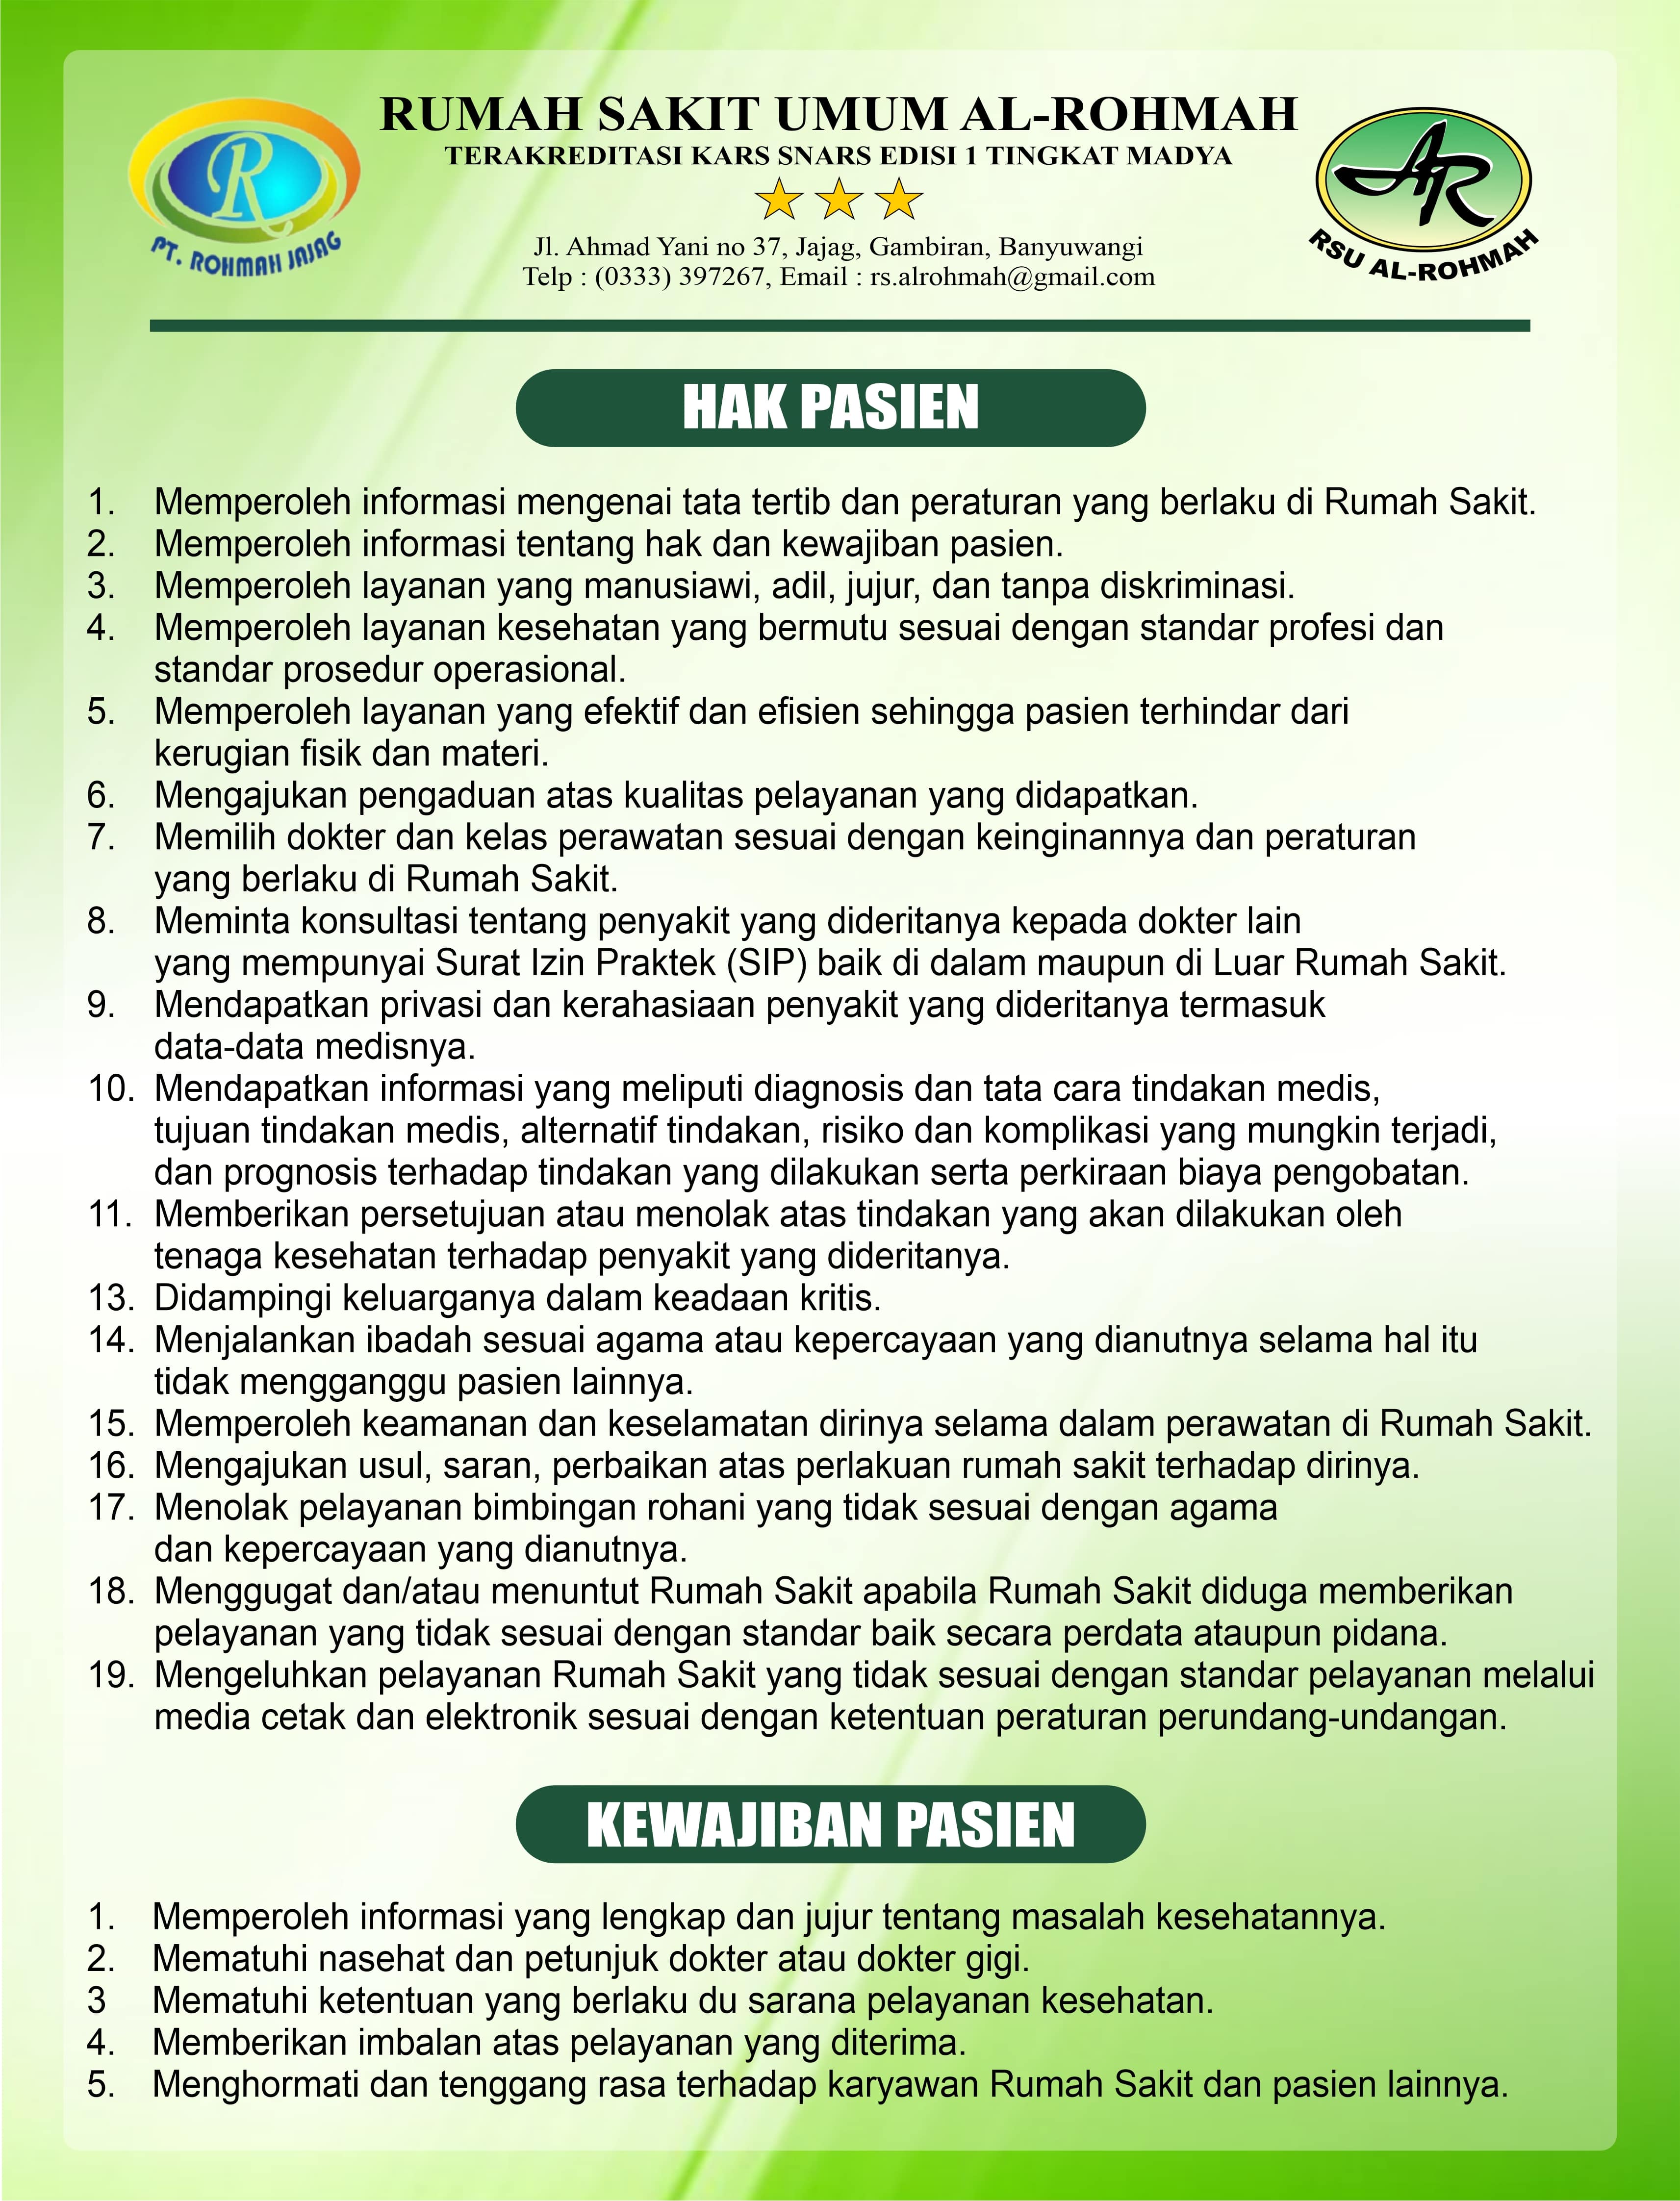 RUMAH SAKIT UMUM AL-ROHMAH
TERAKREDITASI KARS SNARS EDISI 1 TINGKAT MADYA
R
PT. ROHMAH JAJAG
AR
RSU AL-ROHMAH
Jl. Ahmad Yani no 37, Jajag, Gambiran, Banyuwangi
Telp : (0333) 397267, Email : rs.alrohmah@gmail.com
HAK PASIEN
1. Memperoleh informasi mengenai tata tertib dan peraturan yang berlaku di Rumah Sakit.
2. Memperoleh informasi tentang hak dan kewajiban pasien.
3. Memperoleh layanan yang manusiawi, adil, jujur, dan tanpa diskriminasi.
4. Memperoleh layanan kesehatan yang bermutu sesuai dengan standar profesi dan
standar prosedur operasional.
5. Memperoleh layanan yang efektif dan efisien sehingga pasien terhindar dari
kerugian fisik dan materi.
6. Mengajukan pengaduan atas kualitas pelayanan yang didapatkan.
7. Memilih dokter dan kelas perawatan sesuai dengan keinginannya dan peraturan
yang berlaku di Rumah Sakit.
8. Meminta konsultasi tentang penyakit yang dideritanya kepada dokter lain
yang mempunyai Surat Izin Praktek (SIP) baik di dalam maupun di Luar Rumah Sakit.
9. Mendapatkan privasi dan kerahasiaan penyakit yang dideritanya termasuk
data-data medisnya.
10. Mendapatkan informasi yang meliputi diagnosis dan tata cara tindakan medis,
tujuan tindakan medis, alternatif tindakan, risiko dan komplikasi yang mungkin terjadi,
dan prognosis terhadap tindakan yang dilakukan serta perkiraan biaya pengobatan.
11. Memberikan persetujuan atau menolak atas tindakan yang akan dilakukan oleh
tenaga kesehatan terhadap penyakit yang dideritanya.
13. Didampingi keluarganya dalam keadaan kritis.
14. Menjalankan ibadah sesuai agama atau kepercayaan yang dianutnya selama hal itu
tidak mengganggu pasien lainnya.
15. Memperoleh keamanan dan keselamatan dirinya selama dalam perawatan di Rumah Sakit.
16. Mengajukan usul, saran, perbaikan atas perlakuan rumah sakit terhadap dirinya.
17. Menolak pelayanan bimbingan rohani yang tidak sesuai dengan agama
dan kepercayaan yang dianutnya.
18. Menggugat dan/atau menuntut Rumah Sakit apabila Rumah Sakit diduga memberikan
pelayanan yang tidak sesuai dengan standar baik secara perdata ataupun pidana.
19. Mengeluhkan pelayanan Rumah Sakit yang tidak sesuai dengan standar pelayanan melalui
media cetak dan elektronik sesuai dengan ketentuan peraturan perundang-undangan.
KEWAJIBAN PASIEN
1. Memperoleh informasi yang lengkap dan jujur tentang masalah kesehatannya.
2. Mematuhi nasehat dan petunjuk dokter atau dokter gigi.
3 Mematuhi ketentuan yang berlaku du sarana pelayanan kesehatan.
4. Memberikan imbalan atas pelayanan yang diterima.
5. Menghormati dan tenggang rasa terhadap karyawan Rumah Sakit dan pasien lainnya.